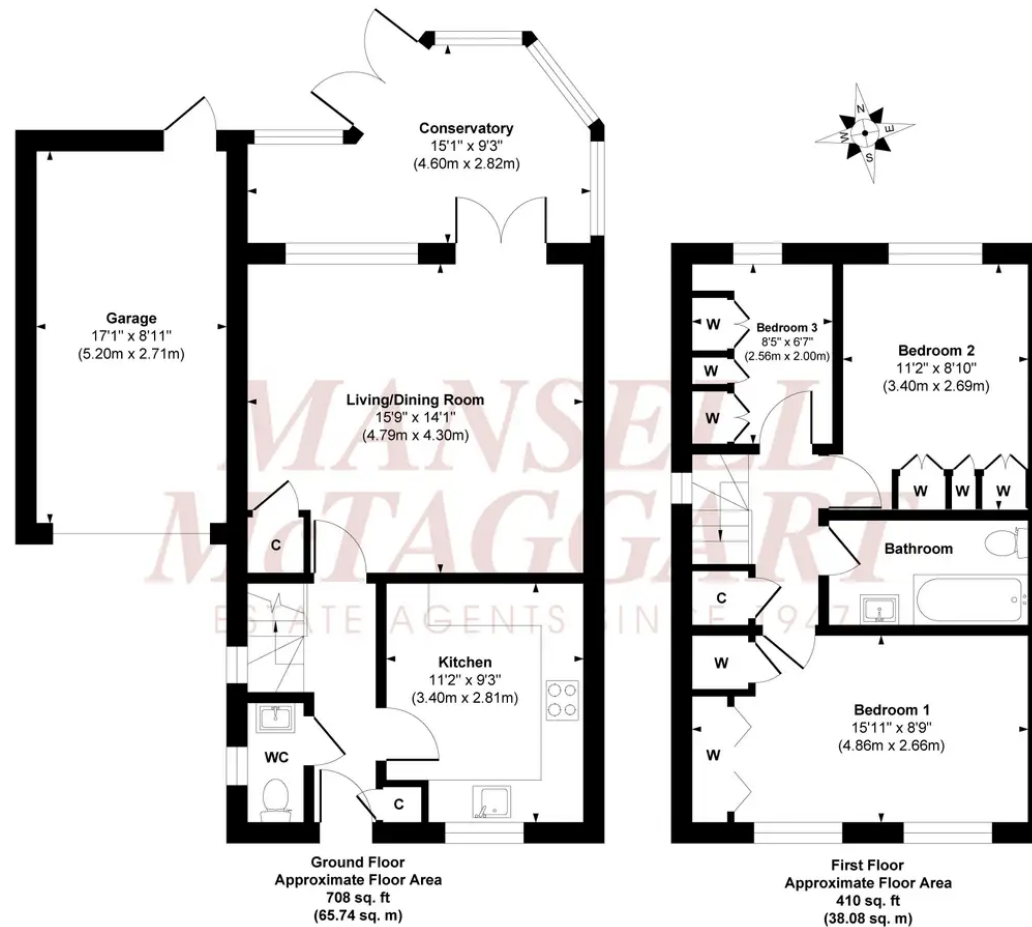 Conservatory
15'1" x 9'3"
(4.60m x 2.82m)
N
E
S
W
Garage
17'1" x 8'11"
(5.20m x 2.71m)
Living/Dining Room
15'9" x 14'1"
(4.79m x 4.30m)
W
W
W
Bedroom 3
8'5" x 6'7"
(2.56m x 2.00m)
Bedroom 2
11'2" x 8'10"
(3.40m x 2.69m)
W
W
W
MANSELL
McTAGGART
ESTATE AGENTS SINCE 1947
C
Bathroom
C
Kitchen
11'2" x 9'3"
(3.40m x 2.81m)
W
Bedroom 1
15'11" x 8'9"
(4.86m x 2.66m)
W
WC
C
Ground Floor
Approximate Floor Area
708 sq. ft
(65.74 sq. m)
First Floor
Approximate Floor Area
410 sq. ft
(38.08 sq. m)